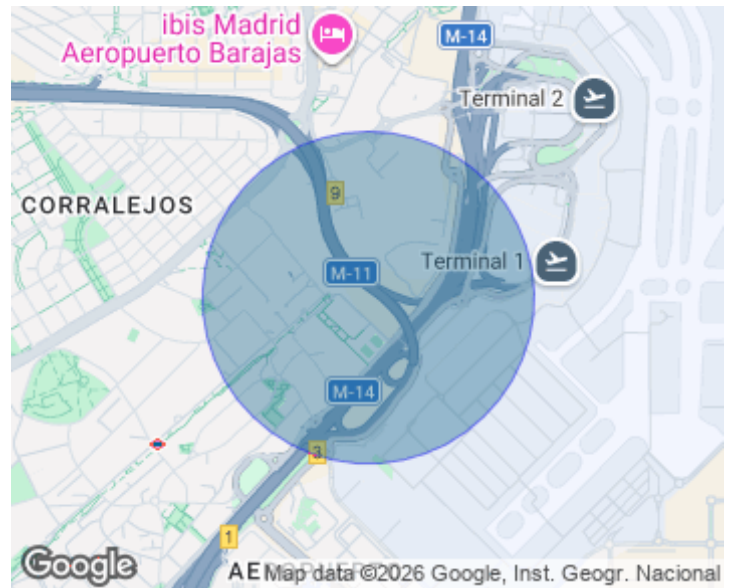 ibis Madrid
Aeropuerto Barajas
M-14
Terminal 2
9
CORRALEJOS
Terminal 1
M-11
M-14
3
1
Google
AE
Map data ©2026 Google, Inst. Geogr. Nacional